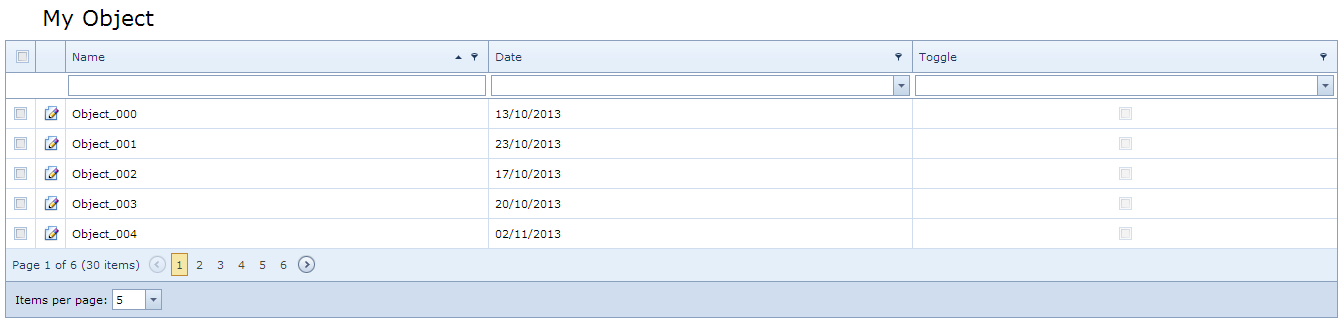 My Object
Name Date Toggle
Object_000 13/10/2013
Object_001 23/10/2013
Object_002 17/10/2013
Object_003 20/10/2013
Object_004 02/11/2013
Page 1 of 6 (30 items) 1 2 3 4 5 6
Items per page: 5